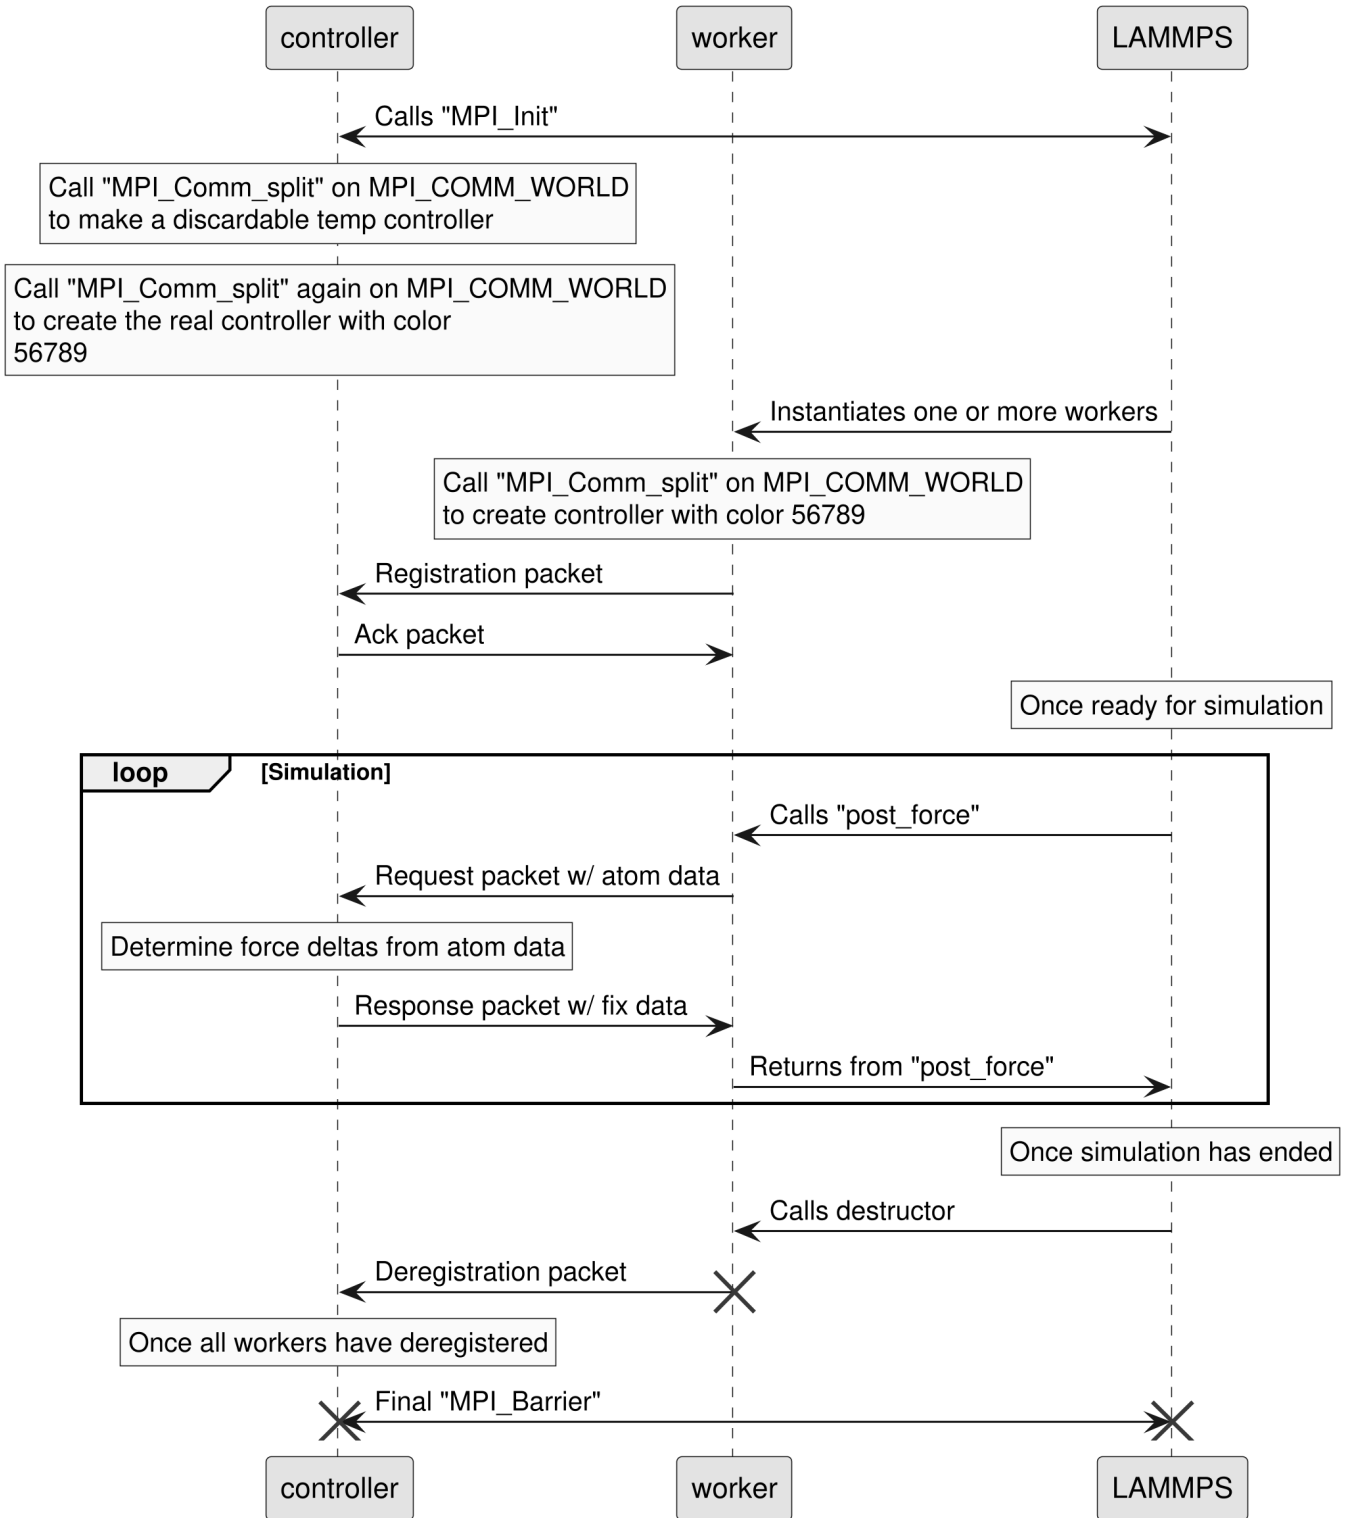 controller
worker
LAMMPS
Calls "MPI_Init"
Call "MPI_Comm_split" on MPI_COMM_WORLD
to make a discardable temp controller
Call "MPI_Comm_split" again on MPI_COMM_WORLD
to create the real controller with color
56789
Instantiates one or more workers
Call "MPI_Comm_split" on MPI_COMM_WORLD
to create controller with color 56789
Registration packet
Ack packet
Once ready for simulation
loop
[Simulation]
Calls "post_force"
Request packet w/ atom data
Determine force deltas from atom data
Response packet w/ fix data
Returns from "post_force"
Once simulation has ended
Calls destructor
Deregistration packet
Once all workers have deregistered
Final "MPI_Barrier"
controller
worker
LAMMPS